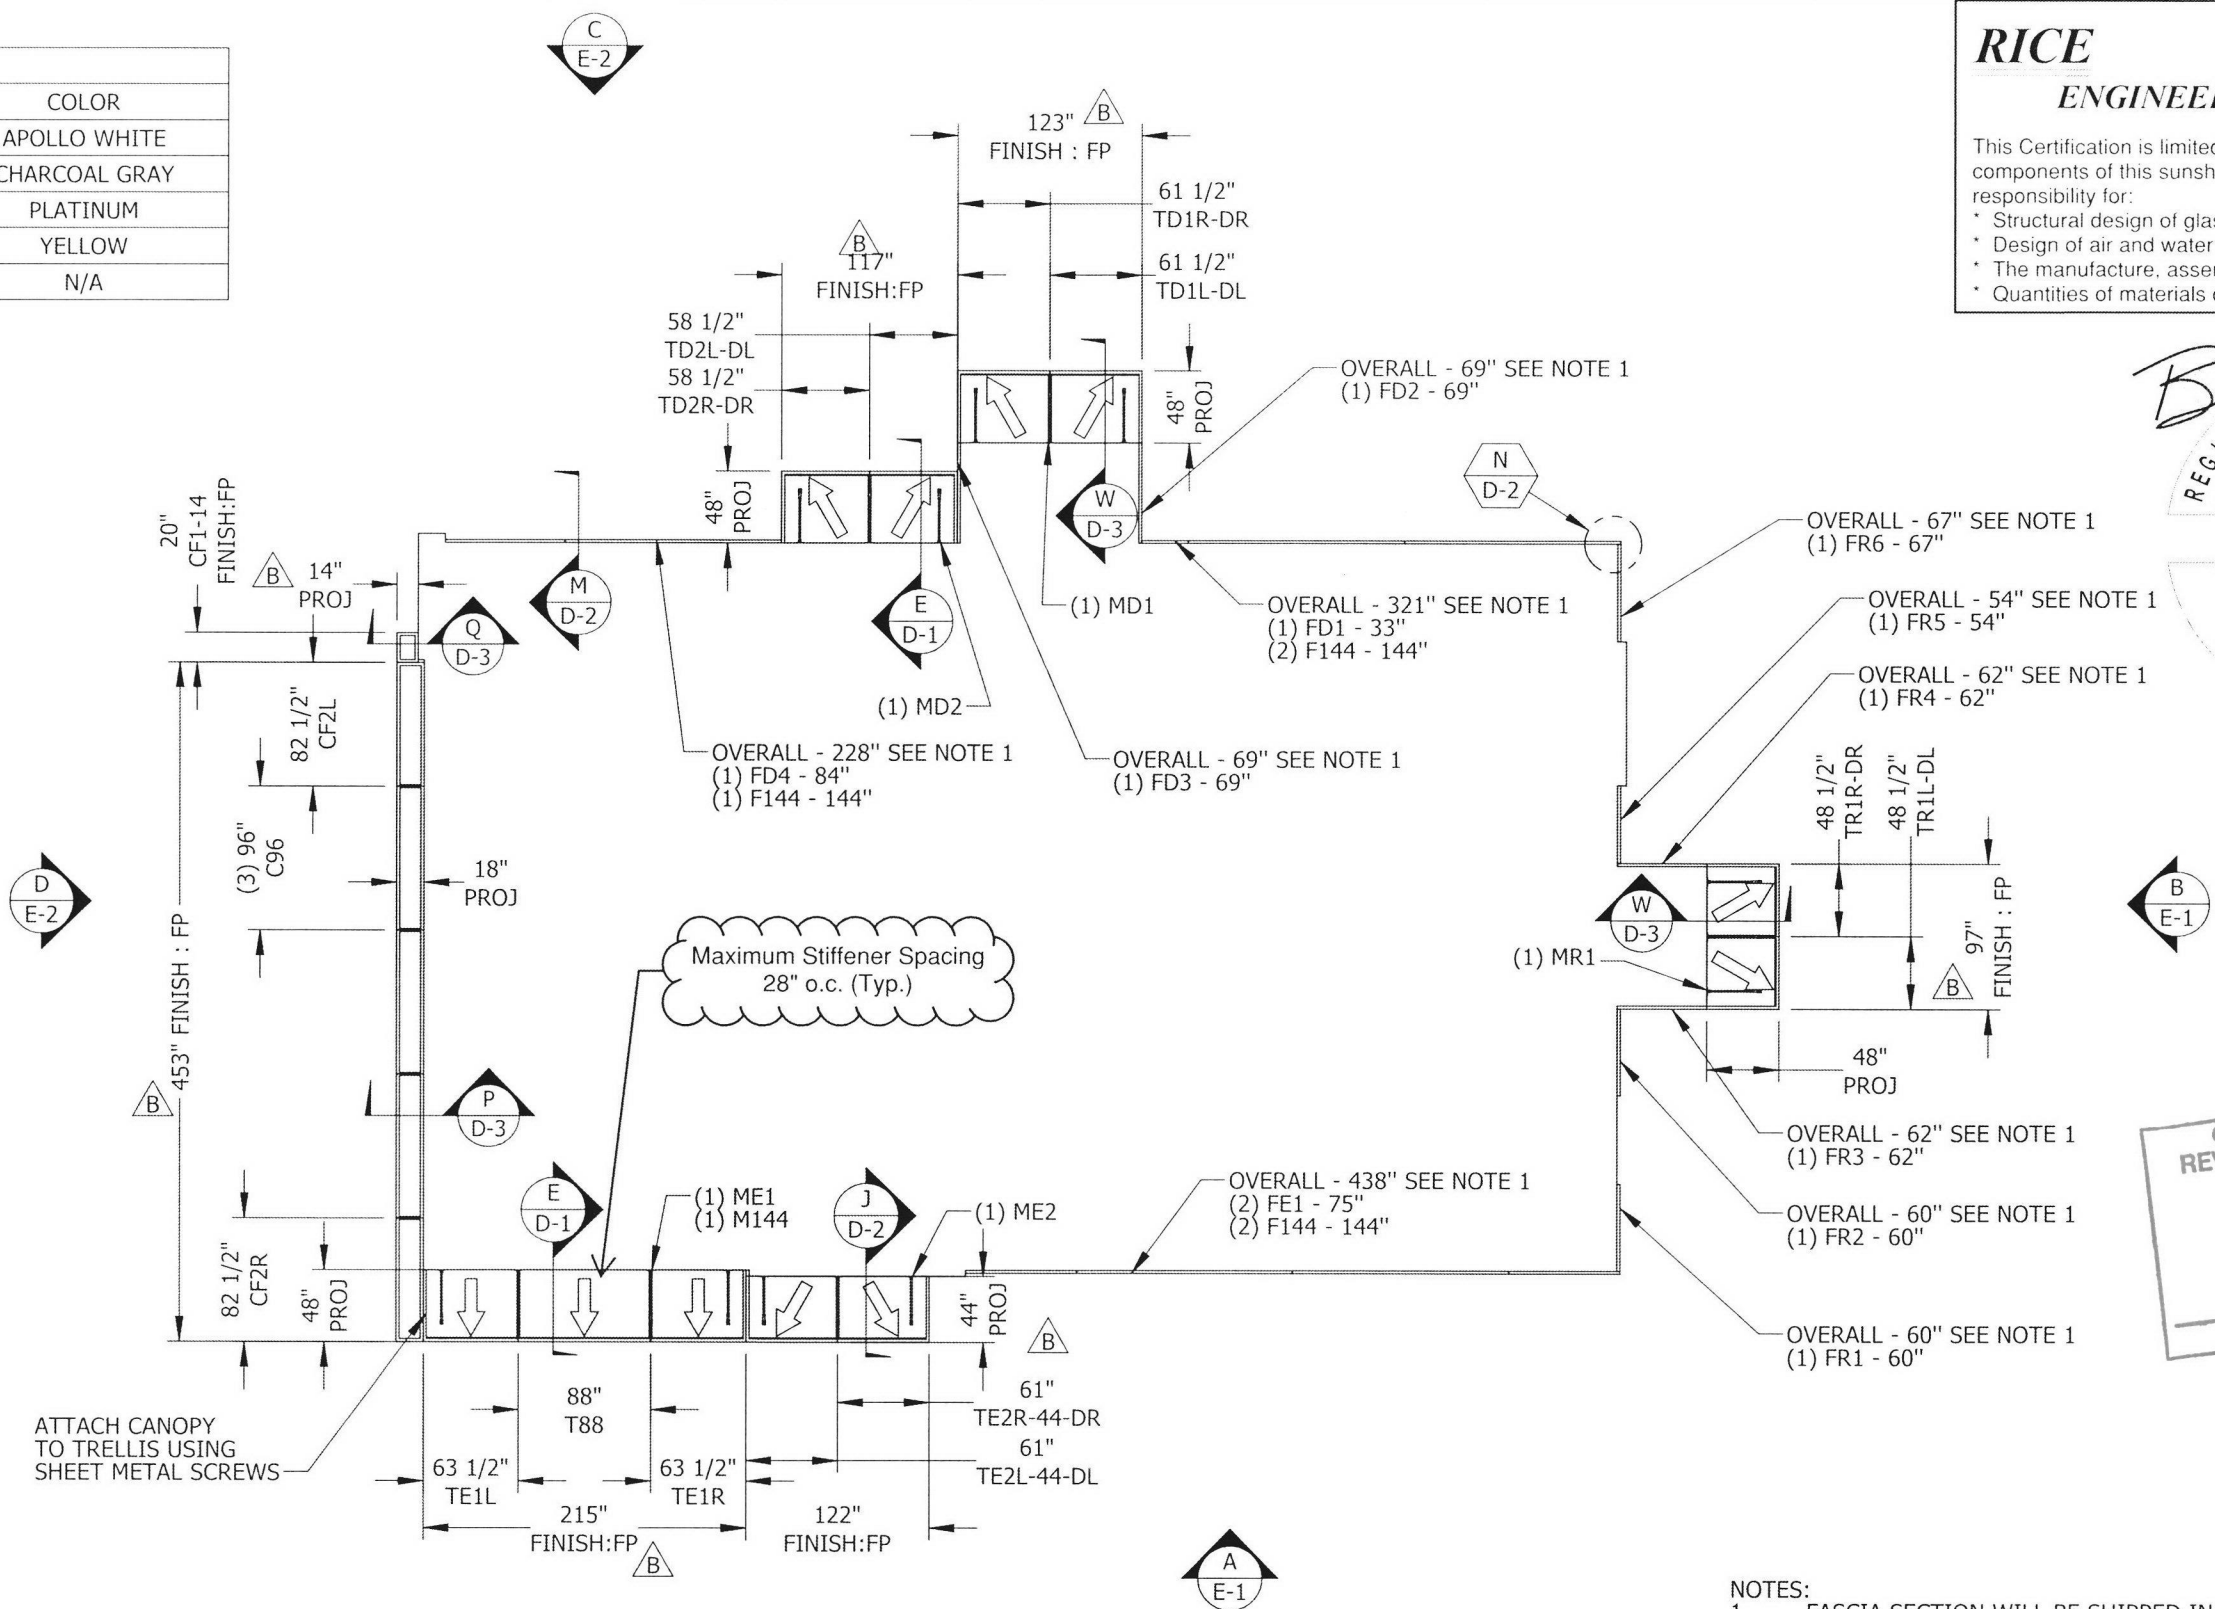 COLOR
APOLLO WHITE
CHARCOAL GRAY
PLATINUM
YELLOW
N/A
C
E-2
RICE
This Certification is limited
components of this
responsibility for:
* Structural design of
* Design of air and water
* The manufacture,
* Quantities of materials
123" B
FINISH : FP
61 1/2"
TD1R-DR
61 1/2"
TD1L-DL
B
117"
FINISH:FP
58 1/2"
TD2L-DL
58 1/2"
TD2R-DR
48"
PROJ
48"
PROJ
OVERALL - 69" SEE NOTE 1
(1) FD2 - 69"
N
D-2
W
D-3
20"
CF1-14
FINISH:FP
B
14"
PROJ
Q
D-3
M
D-2
E
D-1
(1) MD1
(1) MD2
OVERALL - 321" SEE NOTE 1
(1) FD1 - 33"
(2) F144 - 144"
OVERALL - 67" SEE NOTE 1
(1) FR6 - 67"
OVERALL - 54" SEE NOTE 1
(1) FR5 - 54"
OVERALL - 62" SEE NOTE 1
(1) FR4 - 62"
OVERALL - 228" SEE NOTE 1
(1) FD4 - 84"
(1) F144 - 144"
OVERALL - 69" SEE NOTE 1
(1) FD3 - 69"
82 1/2"
CF2L
(3) 96"
C96
18"
PROJ
D
E-2
453" FINISH : FP
B
Maximum Stiffener Spacing
28" o.c. (Typ.)
48 1/2"
TR1R-DR
48 1/2"
TR1L-DL
W
D-3
(1) MR1
97"
FINISH : FP
B
B
E-1
48"
PROJ
P
D-3
OVERALL - 62" SEE NOTE 1
(1) FR3 - 62"
OVERALL - 60" SEE NOTE 1
(1) FR2 - 60"
OVERALL - 60" SEE NOTE 1
(1) FR1 - 60"
E
D-1
(1) ME1
(1) M144
J
D-2
(1) ME2
OVERALL - 438" SEE NOTE 1
(2) FE1 - 75"
(2) F144 - 144"
82 1/2"
CF2R
48"
PROJ
44"
PROJ
B
ATTACH CANOPY
TO TRELLIS USING
SHEET METAL SCREWS
88"
T88
63 1/2"
TE1L
63 1/2"
TE1R
61"
TE2R-44-DR
61"
TE2L-44-DL
215"
FINISH:FP
B
122"
FINISH:FP
A
E-1
NOTES:
1. FASCIA SECTION WILL BE SHIPPED IN